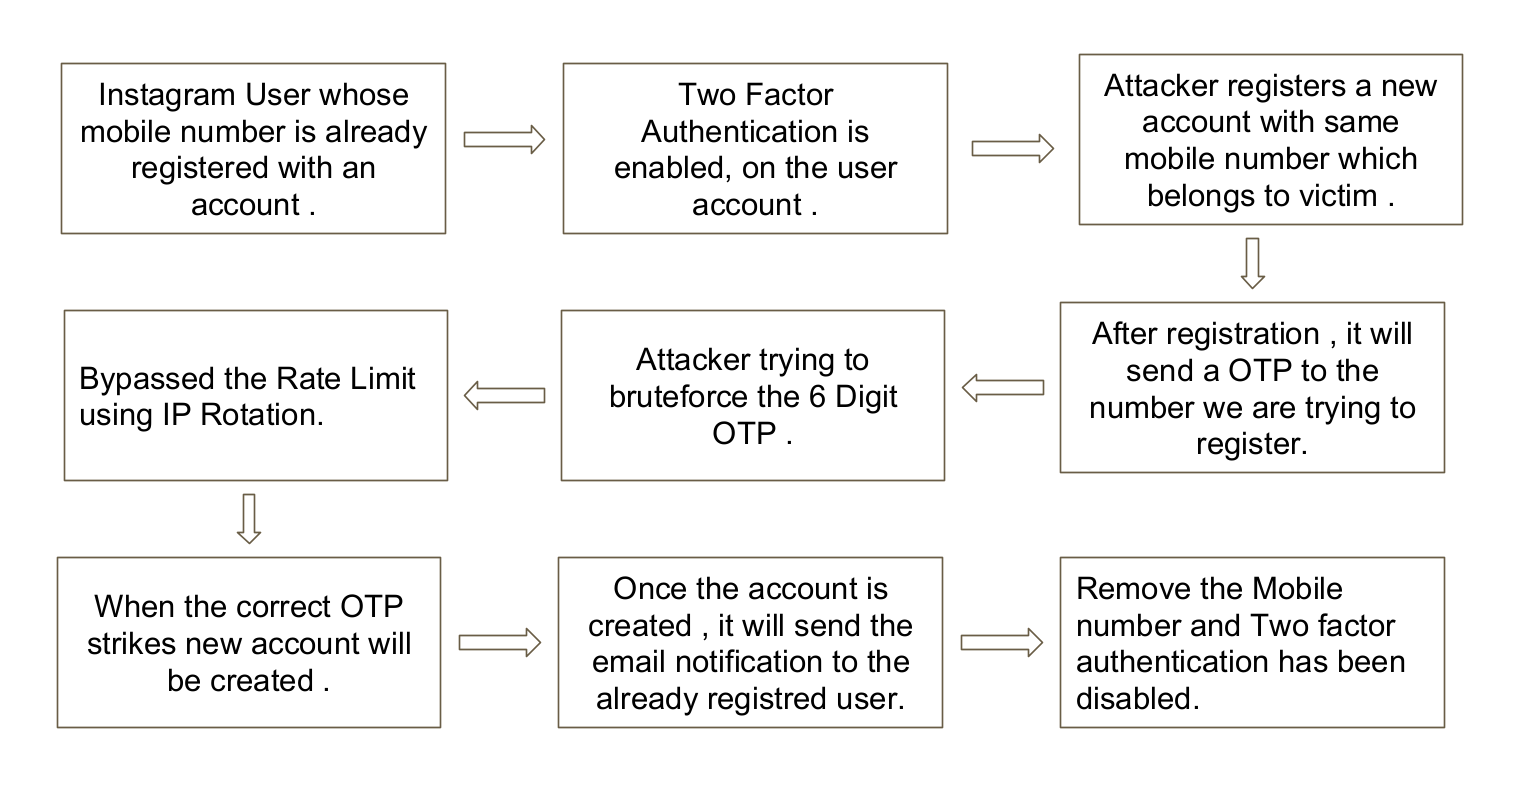 Instagram User whose
mobile number is already
registered with an
account .
Two Factor
Authentication is
enabled, on the user
account .
Attacker registers a new
account with same
mobile number which
belongs to victim .
After registration , it will
send a OTP to the
number we are trying to
register.
Attacker trying to
bruteforce the 6 Digit
OTP .
Bypassed the Rate Limit
using IP Rotation.
When the correct OTP
strikes new account will
be created .
Once the account is
created , it will send the
email notification to the
already registred user.
Remove the Mobile
number and Two factor
authentication has been
disabled.